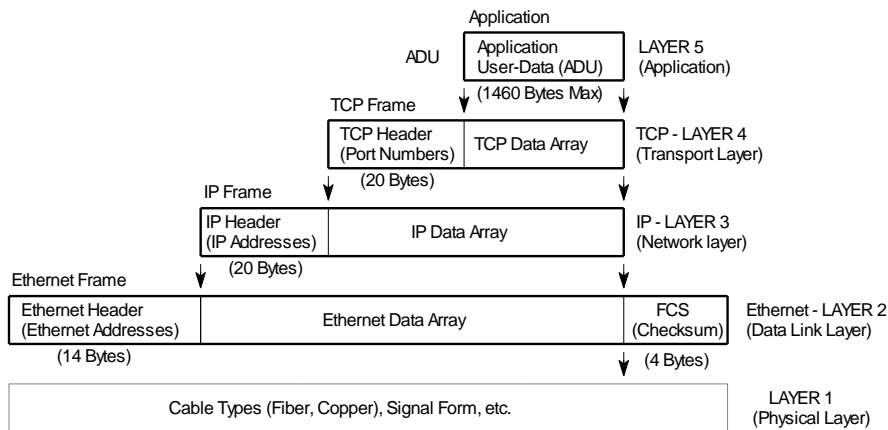 Application
ADU
Application
User-Data (ADU)
LAYER 5
(Application)
(1460 Bytes Max)
TCP Frame
TCP Header
(Port Numbers)
TCP Data Array
TCP - LAYER 4
(Transport Layer)
(20 Bytes)
IP Frame
IP Header
(IP Addresses)
IP Data Array
IP - LAYER 3
(Network layer)
(20 Bytes)
Ethernet Frame
Ethernet Header
(Ethernet Addresses)
Ethernet Data Array
FCS
(Checksum)
Ethernet - LAYER 2
(Data Link Layer)
(14 Bytes)
(4 Bytes)
Cable Types (Fiber, Copper), Signal Form, etc.
LAYER 1
(Physical Layer)